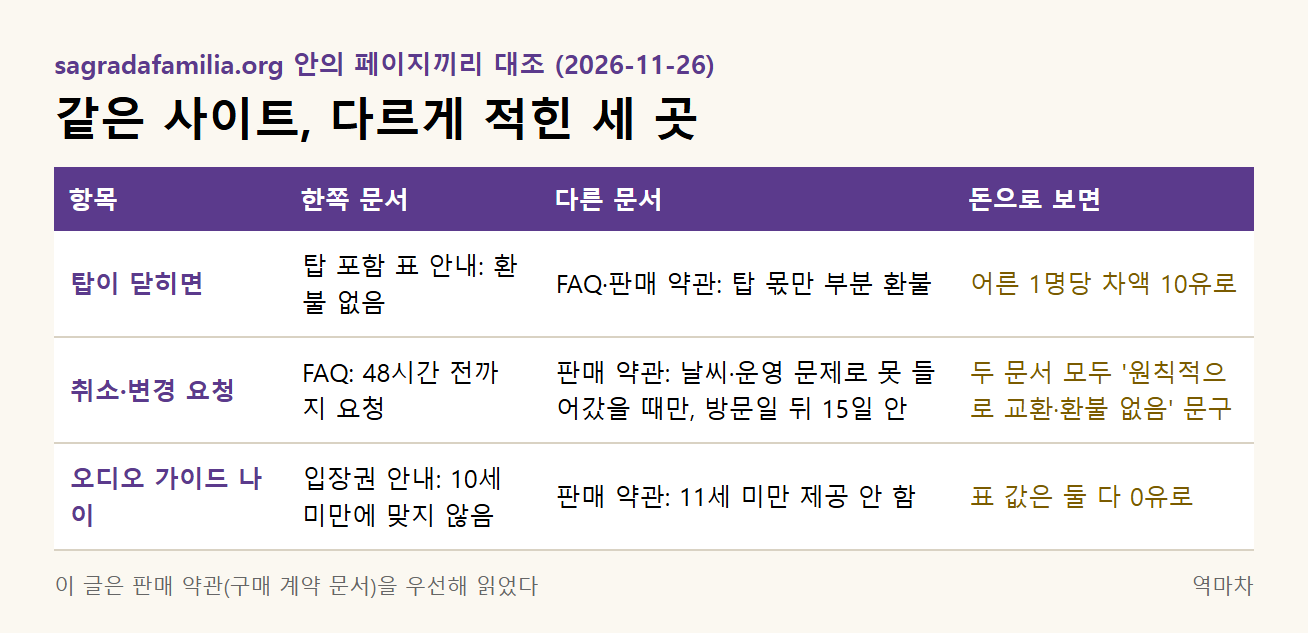 sagradafamilia.org 안의 페이지끼리 대조 (2026-11-26)
같은 사이트, 다르게 적힌 세 곳
항목 한쪽 문서 다른 문서 돈으로 보면
탑이 닫히면
탑 포함 표 안내: 환
불 없음
FAQ·판매 약관: 탑 몫만 부분 환불
어른 1명당 차액 10유로
취소·변경 요청
FAQ: 48시간 전까
지 요청
판매 약관: 날씨·운영 문제로 못 들
어갔을 때만, 방문일 뒤 15일 안
두 문서 모두 '원칙적으
로 교환·환불 없음' 문구
오디오 가이드 나
이
입장권 안내: 10세
미만에 맞지 않음
판매 약관: 11세 미만 제공 안 함
표 값은 둘 다 0유로
이 글은 판매 약관(구매 계약 문서)을 우선해 읽었다
역마차